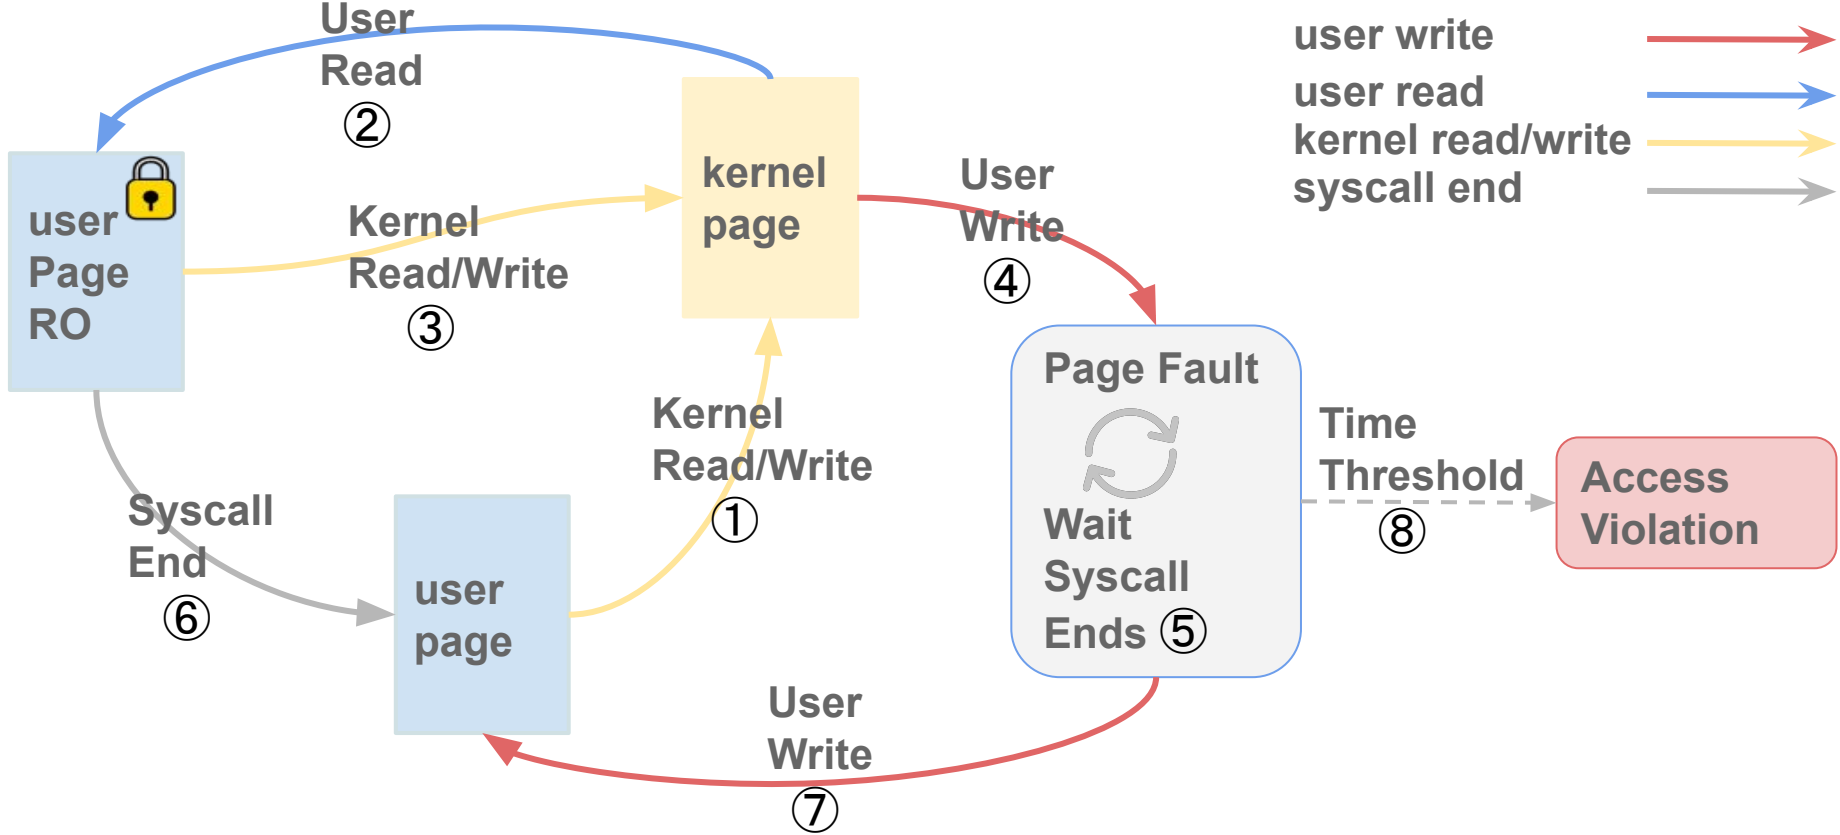 User
Read
②
user
Page
RO
Kernel
Read/Write
③
kernel
page
User
Write
④
user write
user read
kernel read/write
syscall end
Kernel
Read/Write
①
Page Fault
Wait
Syscall
Ends ⑤
Time
Threshold
⑧
Access
Violation
Syscall
End
⑥
user
page
User
Write
⑦